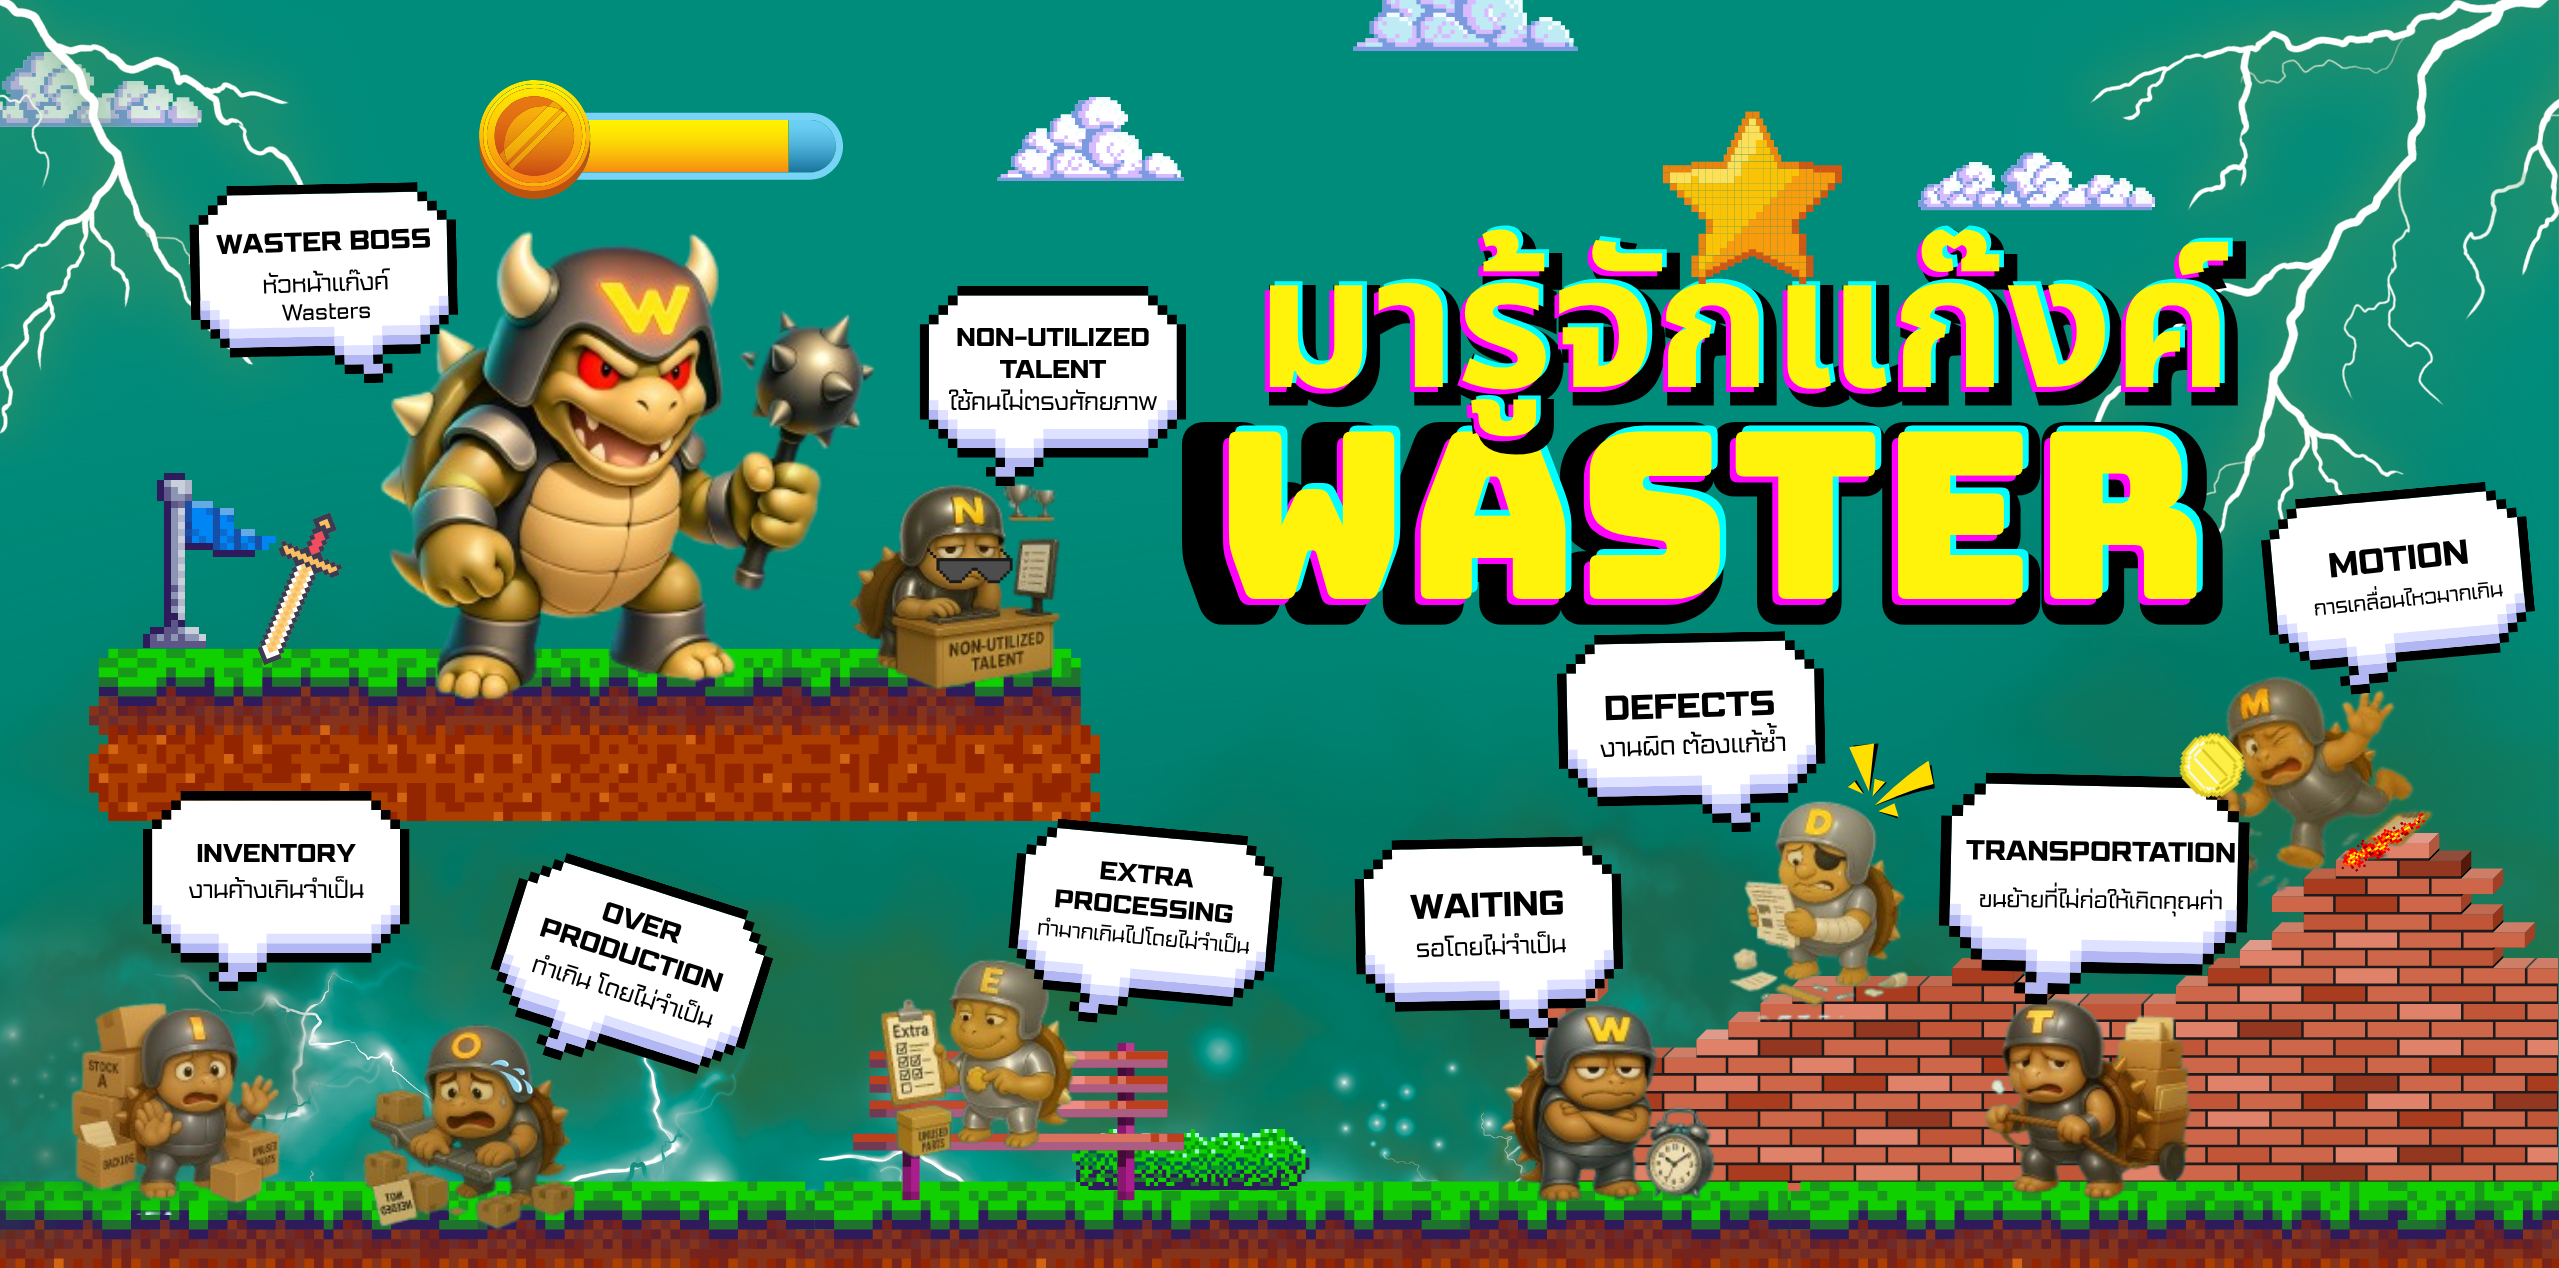 มารู้จักแก๊งค์
WASTER
WASTER BOSS
หัวหน้าแก๊งค์
Wasters
W
NON-UTILIZED
TALENT
ใช้คนไม่ตรงศักยภาพ
N
NON-UTILIZED
TALENT
MOTION
การเคลื่อนไหวมากเกิน
M
DEFECTS
งานผิด ต้องแก้ซ้ำ
D
TRANSPORTATION
ขนย้ายที่ไม่ก่อให้เกิดคุณค่า
T
INVENTORY
งานค้างเกินจำเป็น
I
STOCK
A
BACKLOG
UNUSED
PARTS
OVER
PRODUCTION
ทำเกิน โดยไม่จำเป็น
O
EXTRA
PROCESSING
ทำมากเกินไปโดยไม่จำเป็น
E
Extra
UNUSED
PARTS
WAITING
รอโดยไม่จำเป็น
W